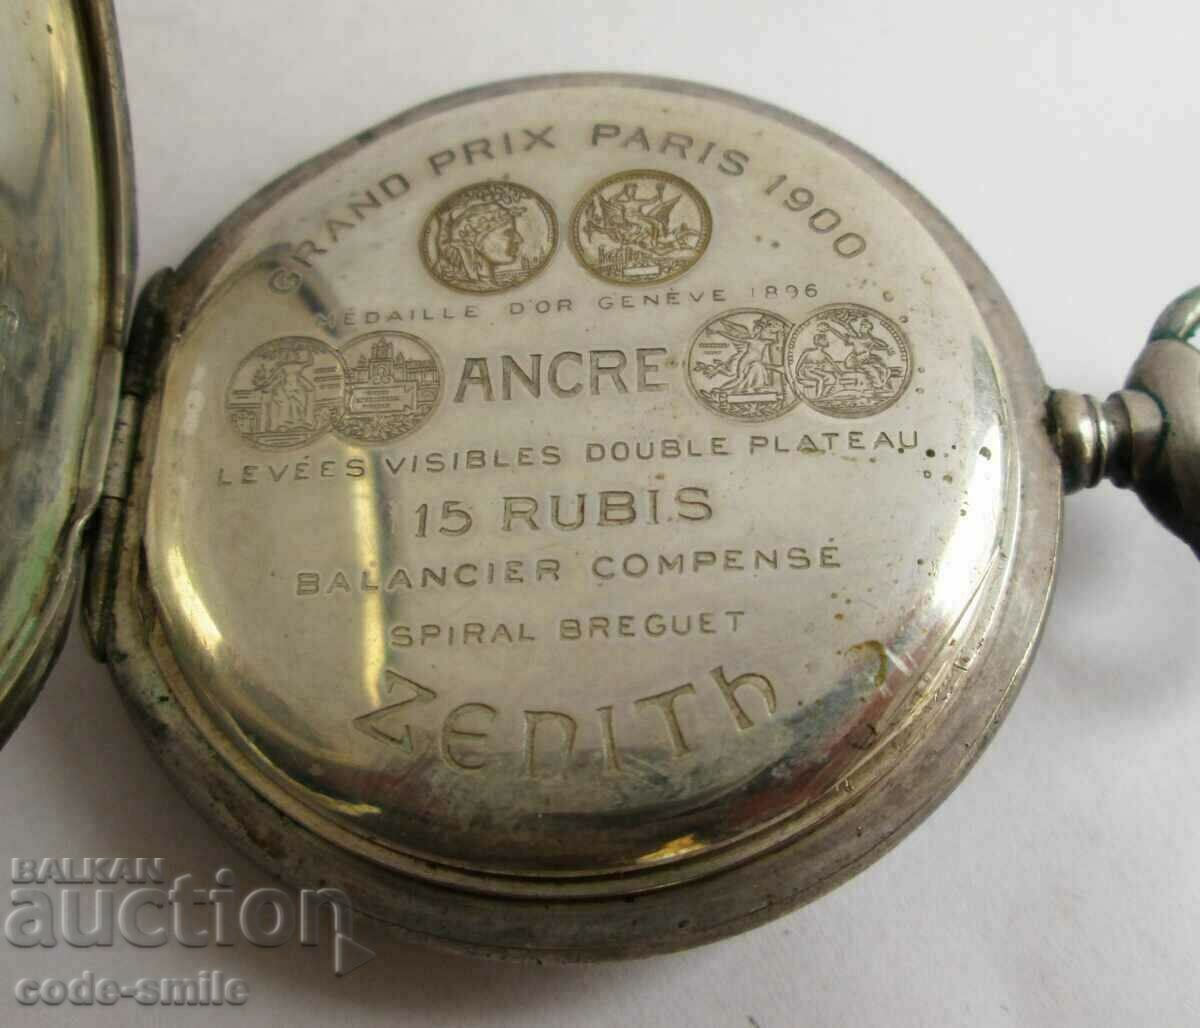 GRAND PRIX PARIS 1900
MÉDAILLE D'OR GENÈVE 1896
ANCRE
LEVÉES VISIBLES DOUBLE PLATEAU
15 RUBIS
BALANCIER COMPENSÉ
SPIRAL BREGUET
ZENITH
BALKAN
auction
code-smile